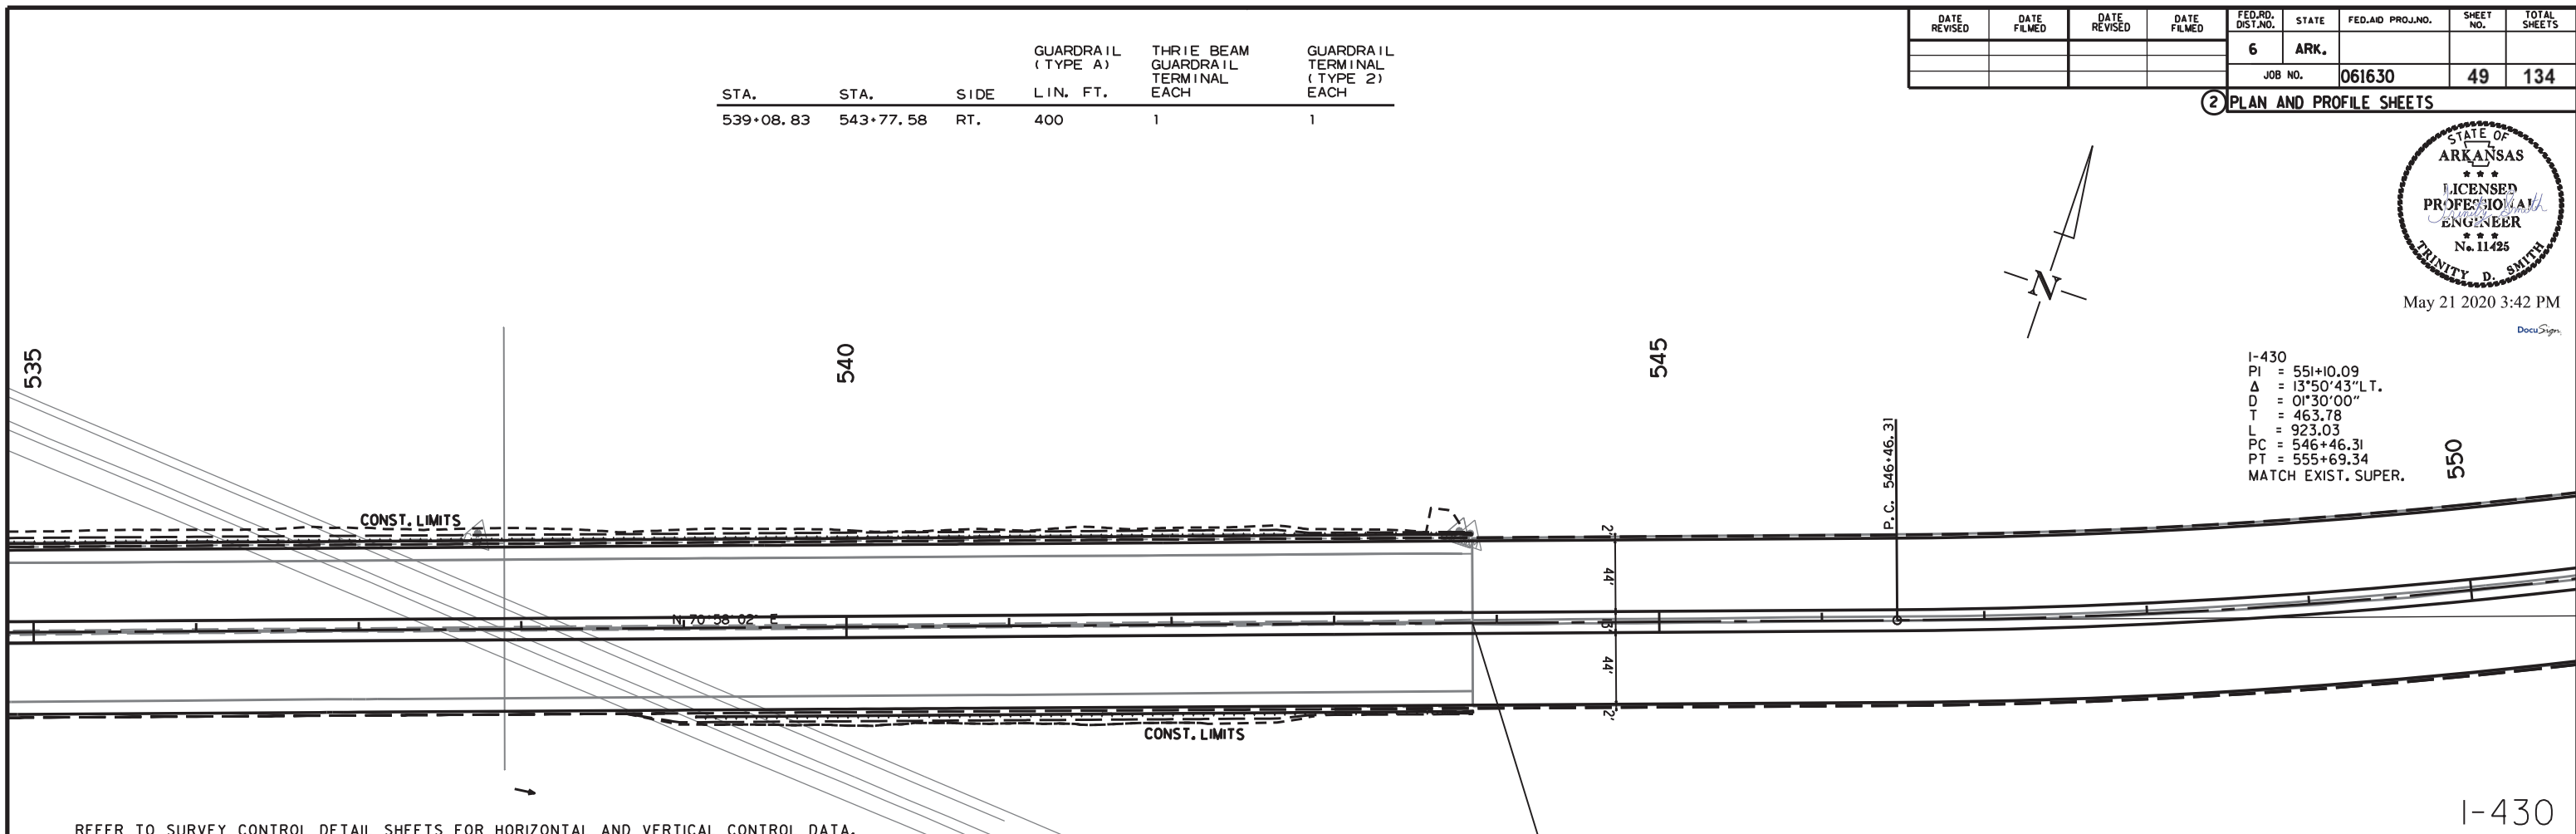 DATE REVISED DATE FILMED DATE REVISED DATE FILMED FED.RD. DIST.NO. STATE FED.AID PROJ.NO. SHEET NO. TOTAL SHEETS
6 ARK.
JOB NO. 061630 49 134
2 PLAN AND PROFILE SHEETS
STA. STA. SIDE GUARDRAIL (TYPE A) LIN. FT. THRIE BEAM GUARDRAIL TERMINAL EACH GUARDRAIL TERMINAL (TYPE 2) EACH
539+08.83 543+77.58 RT. 400 1 1
STATE OF
ARKANSAS
* * *
LICENSED
PROFESSIONAL
ENGINEER
* * *
No. 11425
TRINITY D. SMITH
May 21 2020 3:42 PM
DocuSign
N
535
540
545
550
I-430
PI = 551+10.09
Δ = 13°50'43"LT.
D = 01°30'00"
T = 463.78
L = 923.03
PC = 546+46.31
PT = 555+69.34
MATCH EXIST. SUPER.
P.C. 546+46.31
CONST. LIMITS
2'
44'
N 70°58'02" E
44'
2'
CONST. LIMITS
I-430
REFER TO SURVEY CONTROL DETAIL SHEETS FOR HORIZONTAL AND VERTICAL CONTROL DATA.